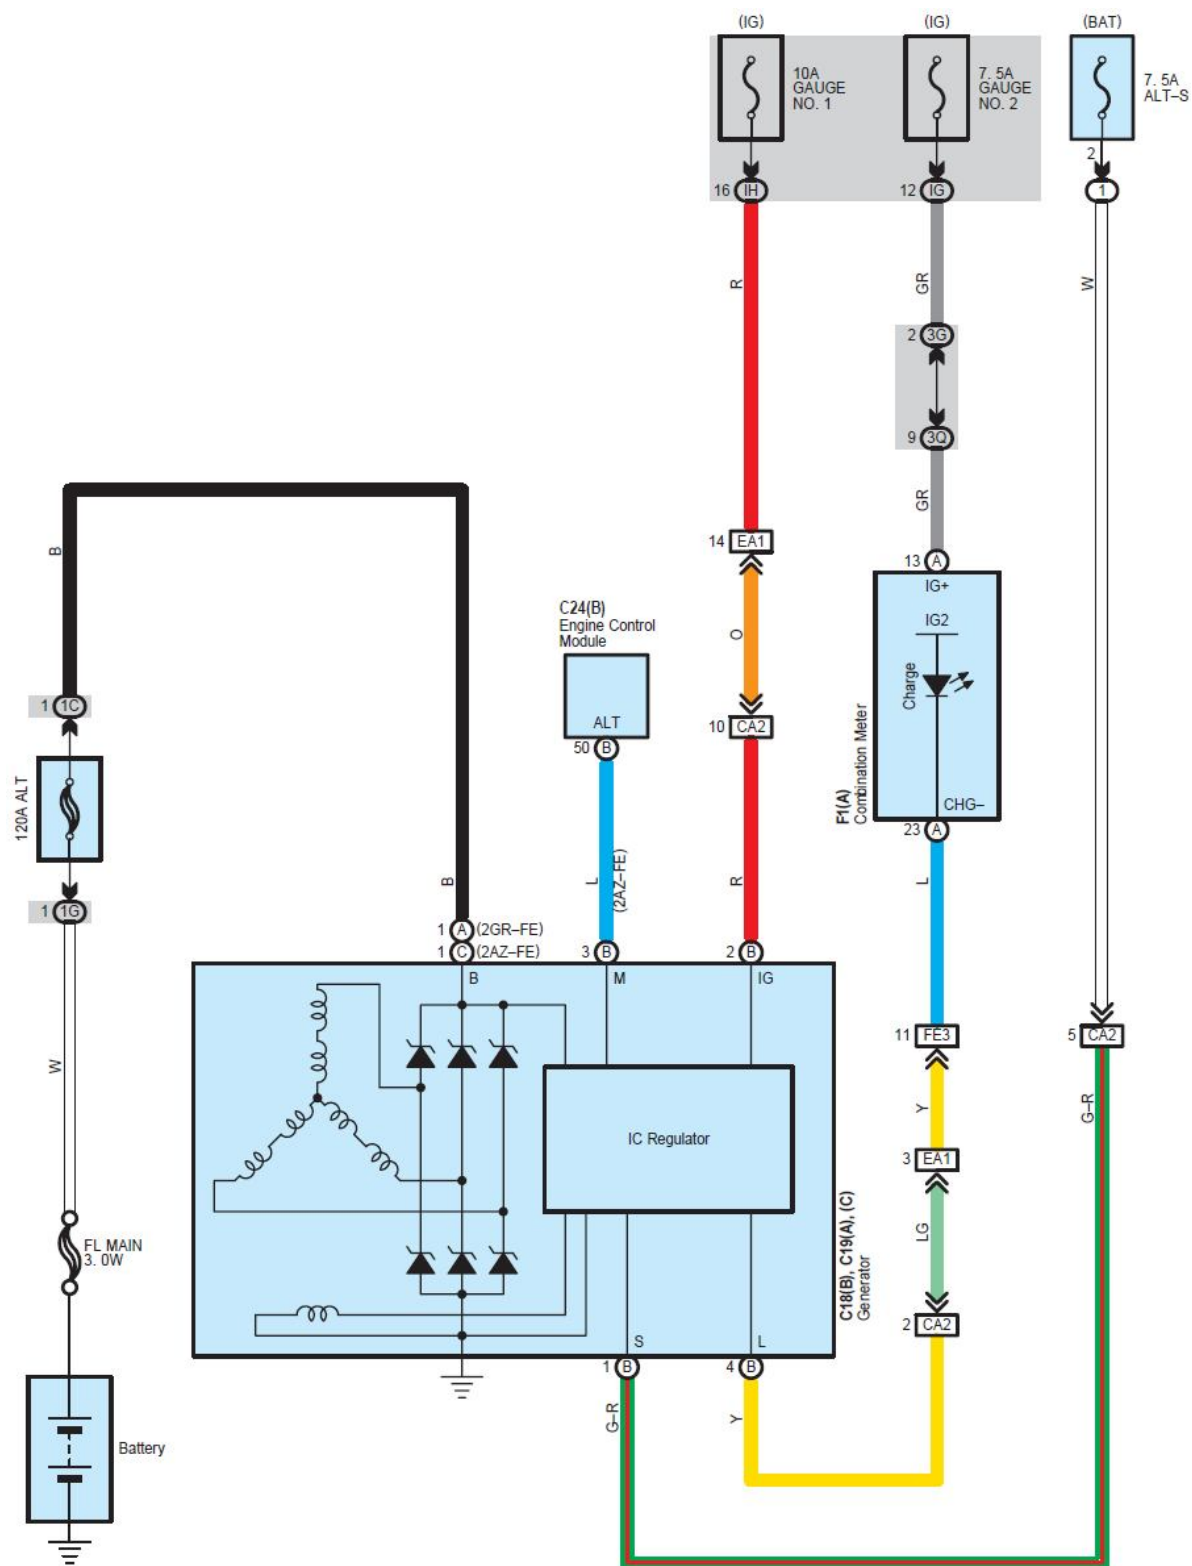 (IG)
(IG)
(BAT)
10A
GAUGE
NO. 1
7. 5A
GAUGE
NO. 2
7. 5A
ALT–S
2
16 IH
12 IG
1
R
GR
W
2 3G
9 3Q
GR
B
14 EA1
13 A
IG+
IG2
Charge
CHG–
F1(A)
Combination Meter
23 A
C24(B)
Engine Control
Module
ALT
50 B
O
10 CA2
1 1C
120A ALT
1 1G
B
L
(2AZ–FE)
R
L
1 A (2GR–FE)
1 C (2AZ–FE)
3 B
2 B
B
M
IG
11 FE3
5 CA2
W
Y
G–R
IC Regulator
3 EA1
LG
C18(B), C19(A), (C)
Generator
FL MAIN
3. 0W
2 CA2
S
L
1 B
4 B
G–R
Y
Battery